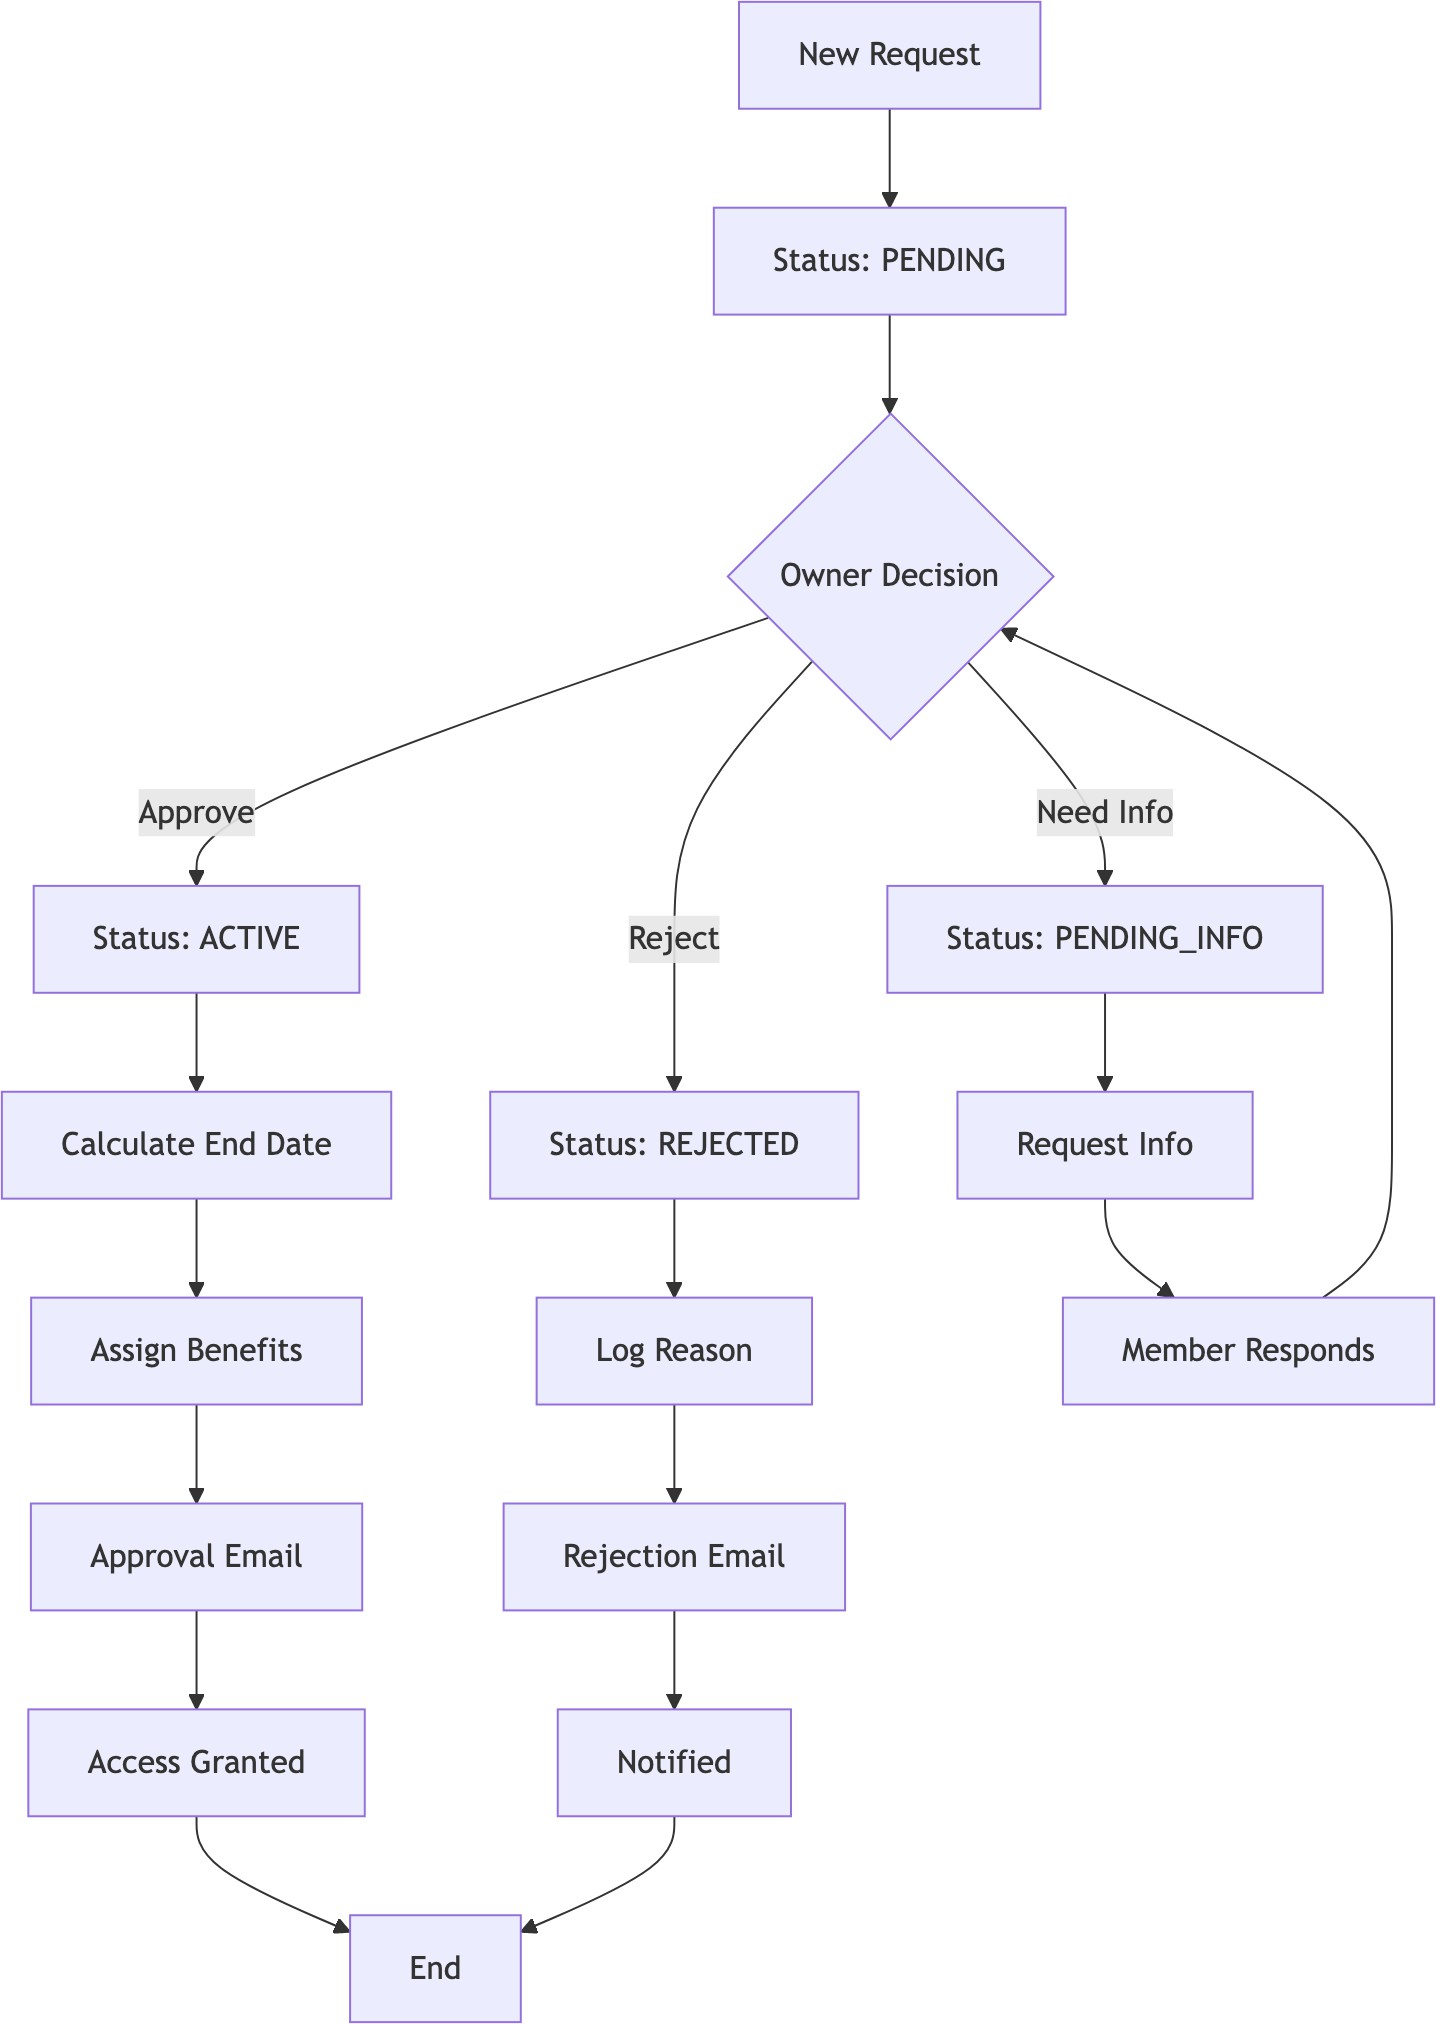 New Request
Status: PENDING
Owner Decision
Approve
Reject
Need Info
Status: ACTIVE
Status: PENDING_INFO
Calculate End Date
Status: REJECTED
Request Info
Assign Benefits
Log Reason
Member Responds
Approval Email
Rejection Email
Access Granted
Notified
End